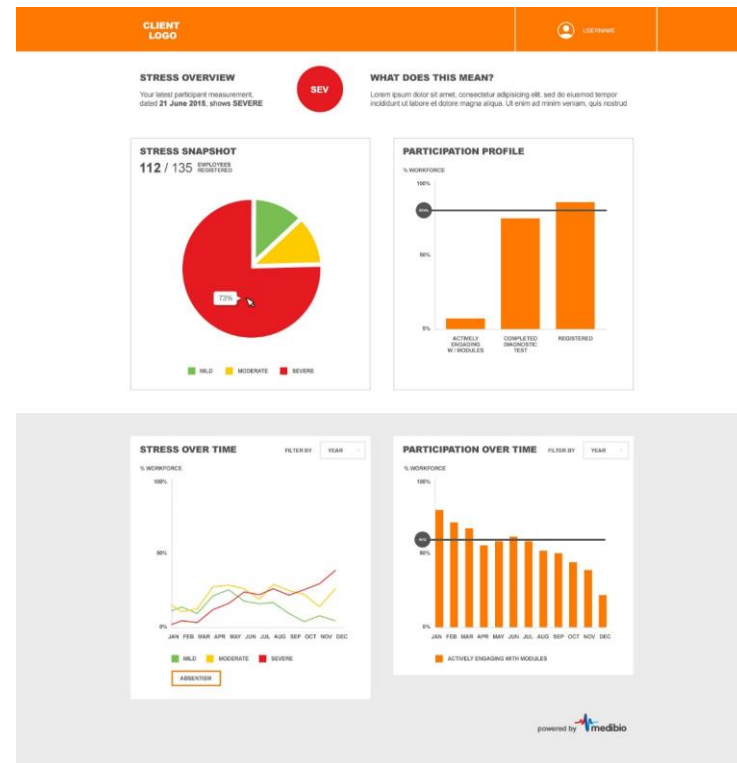 CLIENT
LOGO
USERNAME
STRESS OVERVIEW
Your latest participant measurement,
dated 21 June 2015, shows SEVERE
SEV
WHAT DOES THIS MEAN?
Lorem ipsum dolor sit amet, consectetur adipisicing elit, sed do eiusmod tempor
incididunt ut labore et dolore magna aliqua. Ut enim ad minim veniam, quis nostrud
STRESS SNAPSHOT
112 / 135 EMPLOYEES
REGISTERED
73%
MILD MODERATE SEVERE
PARTICIPATION PROFILE
% WORKFORCE
100%
50%
0%
ACTIVELY
ENGAGING
W / MODULES
COMPLETED
DIAGNOSTIC
TEST
REGISTERED
STRESS OVER TIME
FILTER BY YEAR
% WORKFORCE
100%
50%
0%
JAN FEB MAR APR MAY JUN JUL AUG SEP OCT NOV DEC
MILD MODERATE SEVERE
ABSENTISM
PARTICIPATION OVER TIME
FILTER BY YEAR
% WORKFORCE
100%
50%
0%
JAN FEB MAR APR MAY JUN JUL AUG SEP OCT NOV DEC
ACTIVELY ENGAGING WITH MODULES
powered by medibio